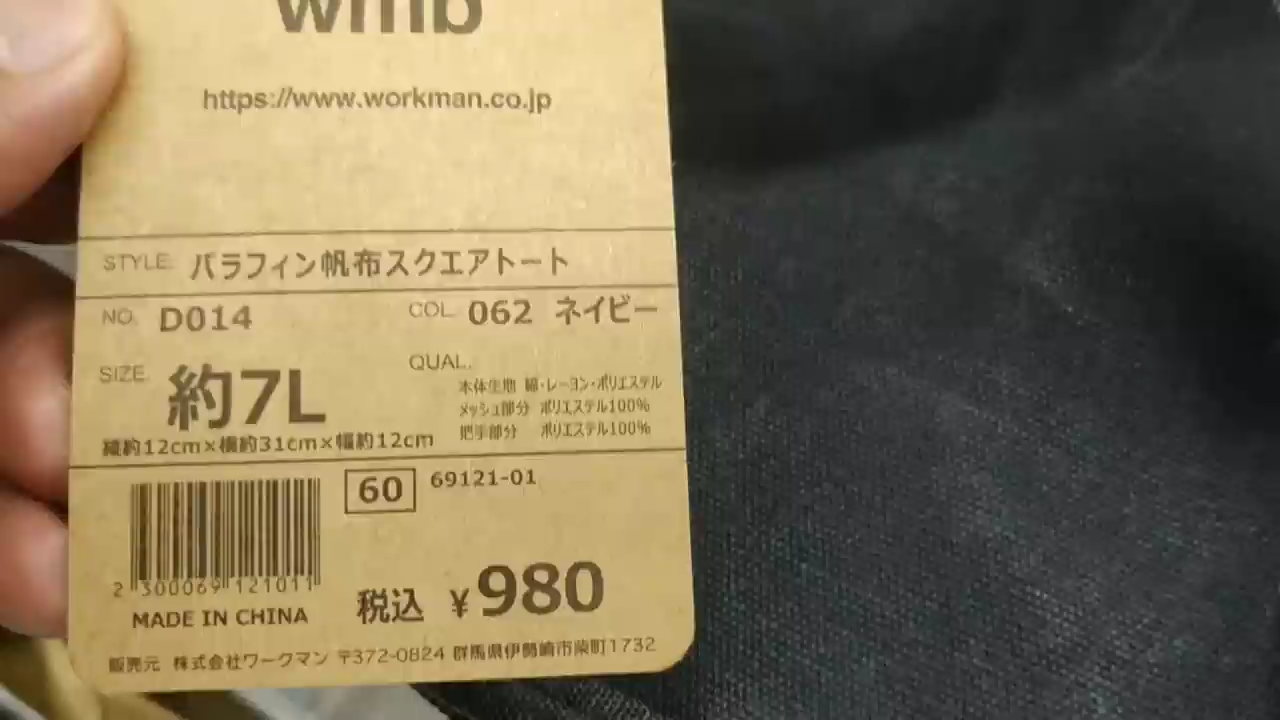 wmb
https://www.workman.co.jp
STYLE. パラフィン帆布スクエアトート
NO. D014 COL. 062 ネイビー
SIZE. 約7L
QUAL.
本体生地 綿・レーヨン・ポリエステル
メッシュ部分 ポリエステル100%
把手部分 ポリエステル100%
縦約12cm×横約31cm×幅約12cm
60 69121-01
2 300069 121011
MADE IN CHINA
税込 ¥980
販売元 株式会社ワークマン 〒372-0824 群馬県伊勢崎市柴町1732